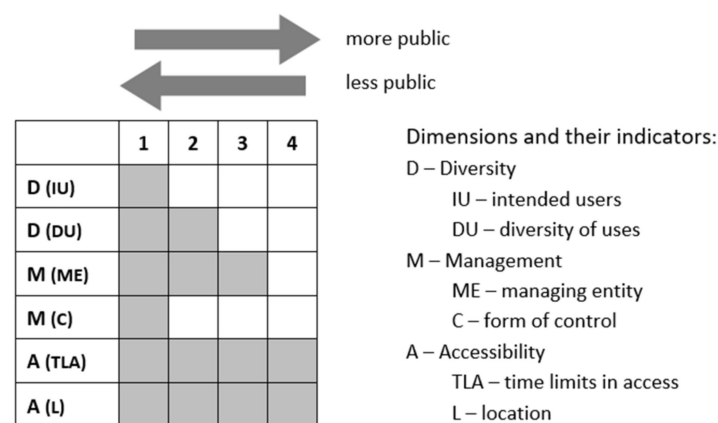 more public
less public
1 2 3 4
D (IU)
D (DU)
M (ME)
M (C)
A (TLA)
A (L)
Dimensions and their indicators:
D – Diversity
IU – intended users
DU – diversity of uses
M – Management
ME – managing entity
C – form of control
A – Accessibility
TLA – time limits in access
L – location